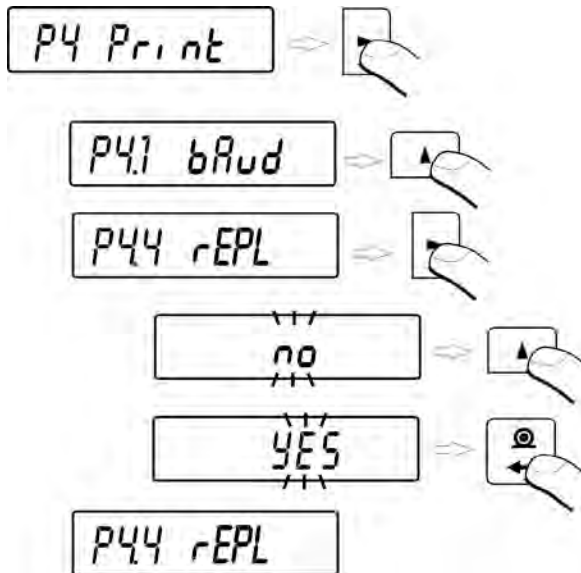 P4 Print
P4.1 bAud
P4.4 rEPL
no
YES
P4.4 rEPL